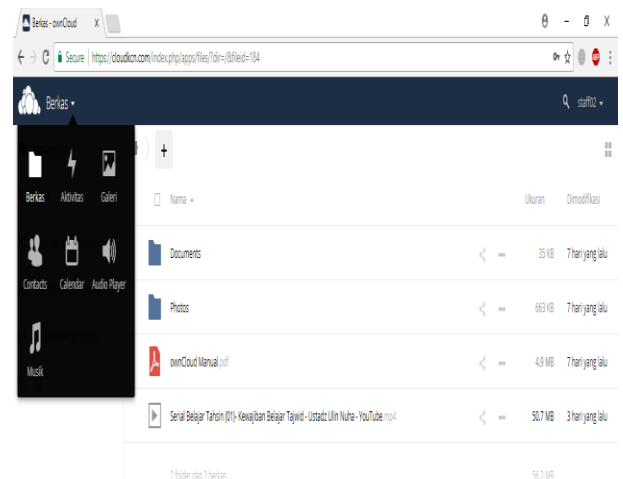 Berkas - ownCloud
Secure https://cloudkcn.com/index.php/apps/files/?dir=/&fileid=184
Berkas
staff02
Berkas Aktivitas Galeri
Contacts Calendar Audio Player
Musik
Nama Ukuran Dimodifikasi
Documents 35 KB 7 hari yang lalu
Photos 663 KB 7 hari yang lalu
ownCloud Manual.pdf 4.9 MB 7 hari yang lalu
Serial Belajar Tahsin (01)- Kewajiban Belajar Tajwid - Ustadz Ulin Nuha - YouTube.mp4 50.7 MB 3 hari yang lalu
2 folder dan 2 berkas 56.2 MB